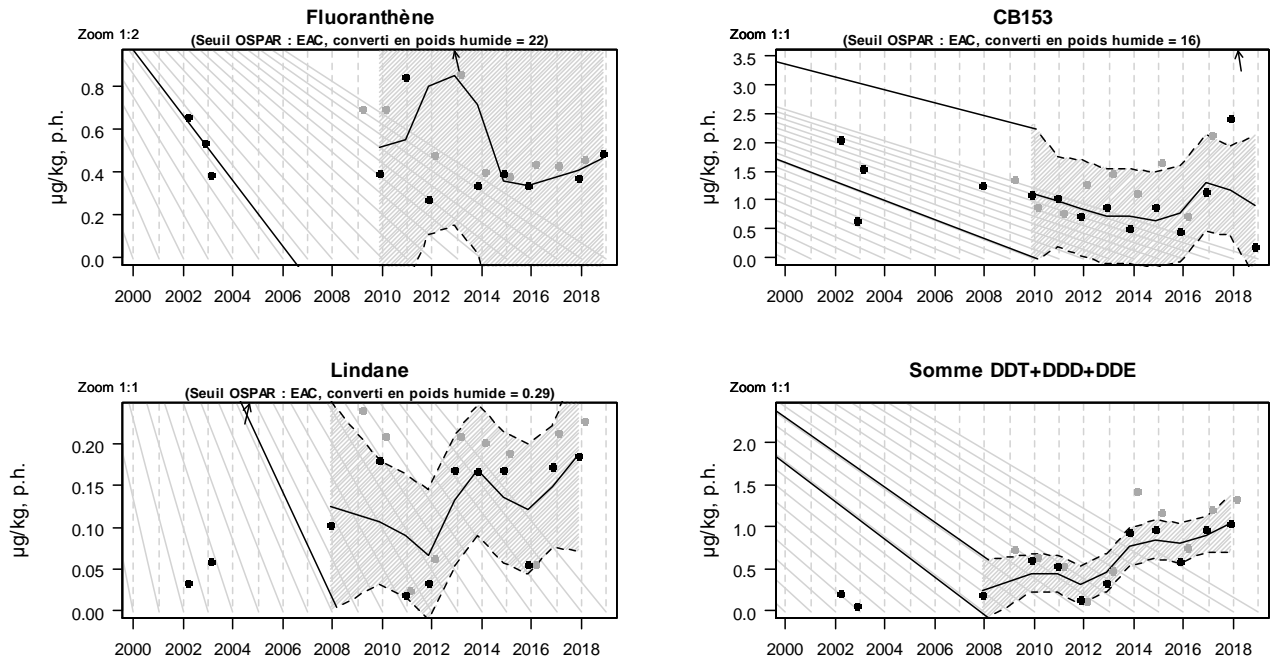 Fluoranthène
Zoom 1:2
(Seuil OSPAR : EAC, converti en poids humide = 22)
µg/kg, p.h.
0.8
0.6
0.4
0.2
0.0
2000 2002 2004 2006 2008 2010 2012 2014 2016 2018
CB153
Zoom 1:1
(Seuil OSPAR : EAC, converti en poids humide = 16)
µg/kg, p.h.
3.5
3.0
2.5
2.0
1.5
1.0
0.5
0.0
2000 2002 2004 2006 2008 2010 2012 2014 2016 2018
Lindane
Zoom 1:1
(Seuil OSPAR : EAC, converti en poids humide = 0.29)
µg/kg, p.h.
0.20
0.15
0.10
0.05
0.00
2000 2002 2004 2006 2008 2010 2012 2014 2016 2018
Somme DDT+DDD+DDE
Zoom 1:1
µg/kg, p.h.
2.0
1.5
1.0
0.5
0.0
2000 2002 2004 2006 2008 2010 2012 2014 2016 2018